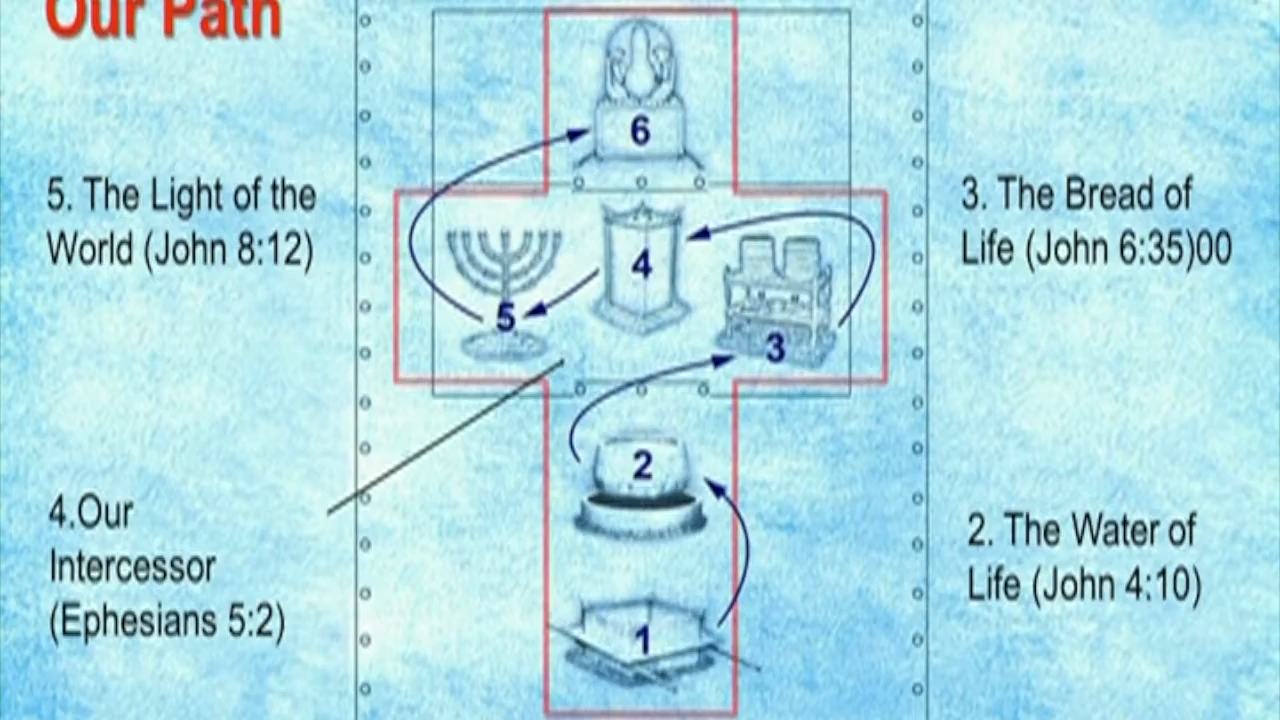 Our Path
6
5. The Light of the
World (John 8:12)
3. The Bread of
Life (John 6:35)00
4
5
3
2
4.Our
Intercessor
(Ephesians 5:2)
2. The Water of
Life (John 4:10)
1